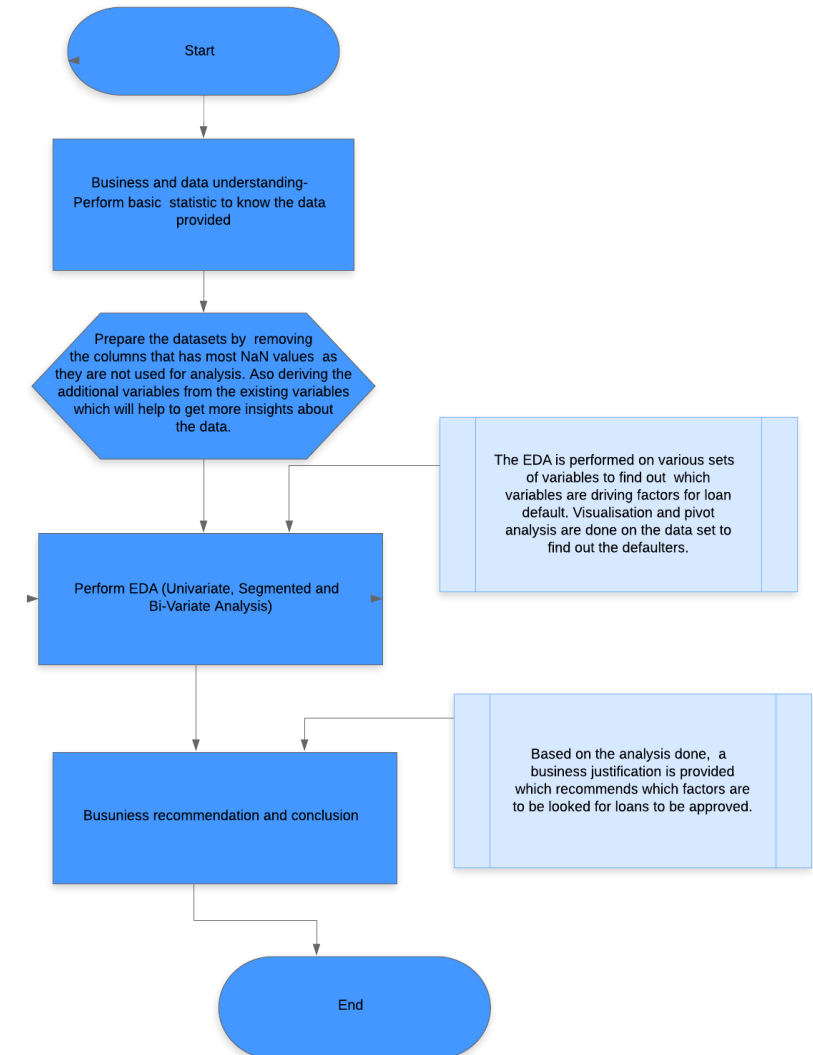 Start
Business and data understanding-
Perform basic statistic to know the data
provided
Prepare the datasets by removing
the columns that has most NaN values as
they are not used for analysis. Aso deriving the
additional variables from the existing variables
which will help to get more insights about
the data.
The EDA is performed on various sets
of variables to find out which
variables are driving factors for loan
default. Visualisation and pivot
analysis are done on the data set to
find out the defaulters.
Perform EDA (Univariate, Segmented and
Bi-Variate Analysis)
Based on the analysis done, a
business justification is provided
which recommends which factors are
to be looked for loans to be approved.
Busuniess recommendation and conclusion
End